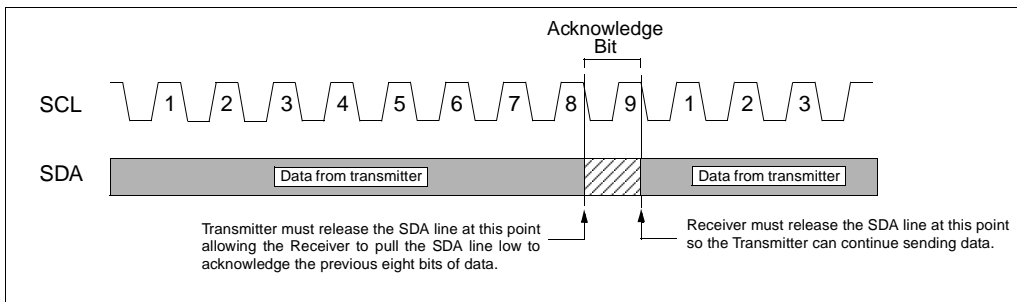 Acknowledge
Bit
SCL
1 2 3 4 5 6 7 8 9 1 2 3
SDA
Data from transmitter
Data from transmitter
Transmitter must release the SDA line at this point
allowing the Receiver to pull the SDA line low to
acknowledge the previous eight bits of data.
Receiver must release the SDA line at this point
so the Transmitter can continue sending data.